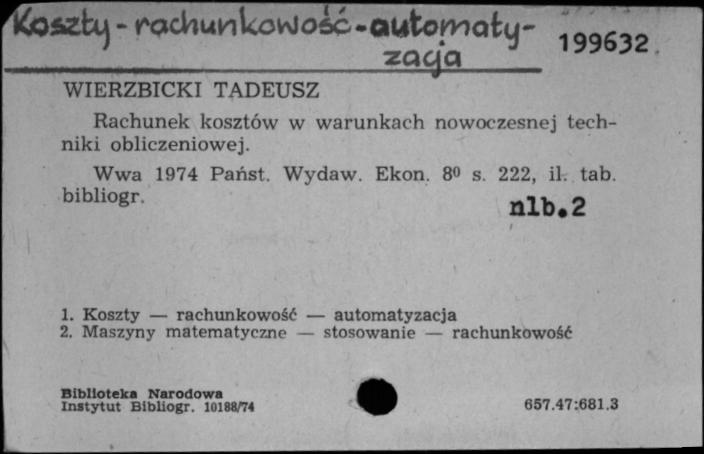 Koszty - rachunkowość - automaty-
zacja
199632.
WIERZBICKI TADEUSZ
Rachunek kosztów w warunkach nowoczesnej tech-
niki obliczeniowej.
Wwa 1974 Państ. Wydaw. Ekon. 8º s. 222, il. tab.
bibliogr.
nlb.2
1. Koszty — rachunkowość — automatyzacja
2. Maszyny matematyczne — stosowanie — rachunkowość
Biblioteka Narodowa
Instytut Bibliogr. 10188/74
657.47:681.3